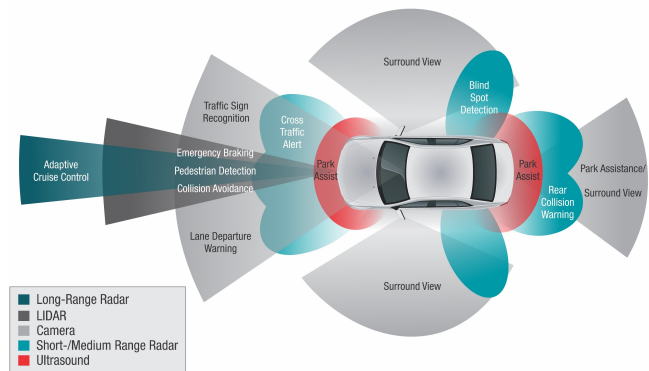 Surround View
Blind
Spot
Detection
Traffic Sign
Recognition
Cross
Traffic
Alert
Emergency Braking
Adaptive
Cruise Control
Pedestrian Detection
Collision Avoidance
Park
Assist
Park
Assist
Park Assistance/
Surround View
Rear
Collision
Warning
Lane Departure
Warning
Surround View
Long-Range Radar
LIDAR
Camera
Short-/Medium Range Radar
Ultrasound